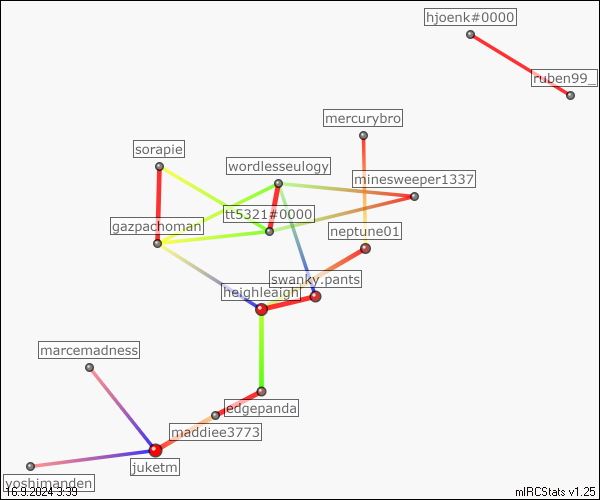 hjoenk#0000
ruben99_
mercurybro
sorapie
wordlesseulogy
minesweeper1337
tt5321#0000
gazpachoman
neptune01
swanky.pants
heighleaigh
marcemadness
edgepanda
maddiee3773
juketm
yoshimanden
16.9.2024 3:39
mIRCStats v1.25